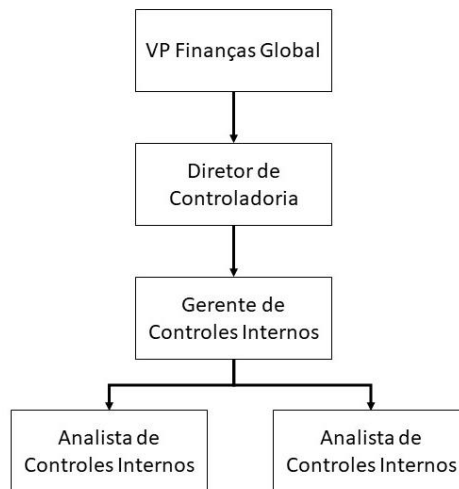 VP Finanças Global
Diretor de
Controladoria
Gerente de
Controles Internos
Analista de
Controles Internos
Analista de
Controles Internos